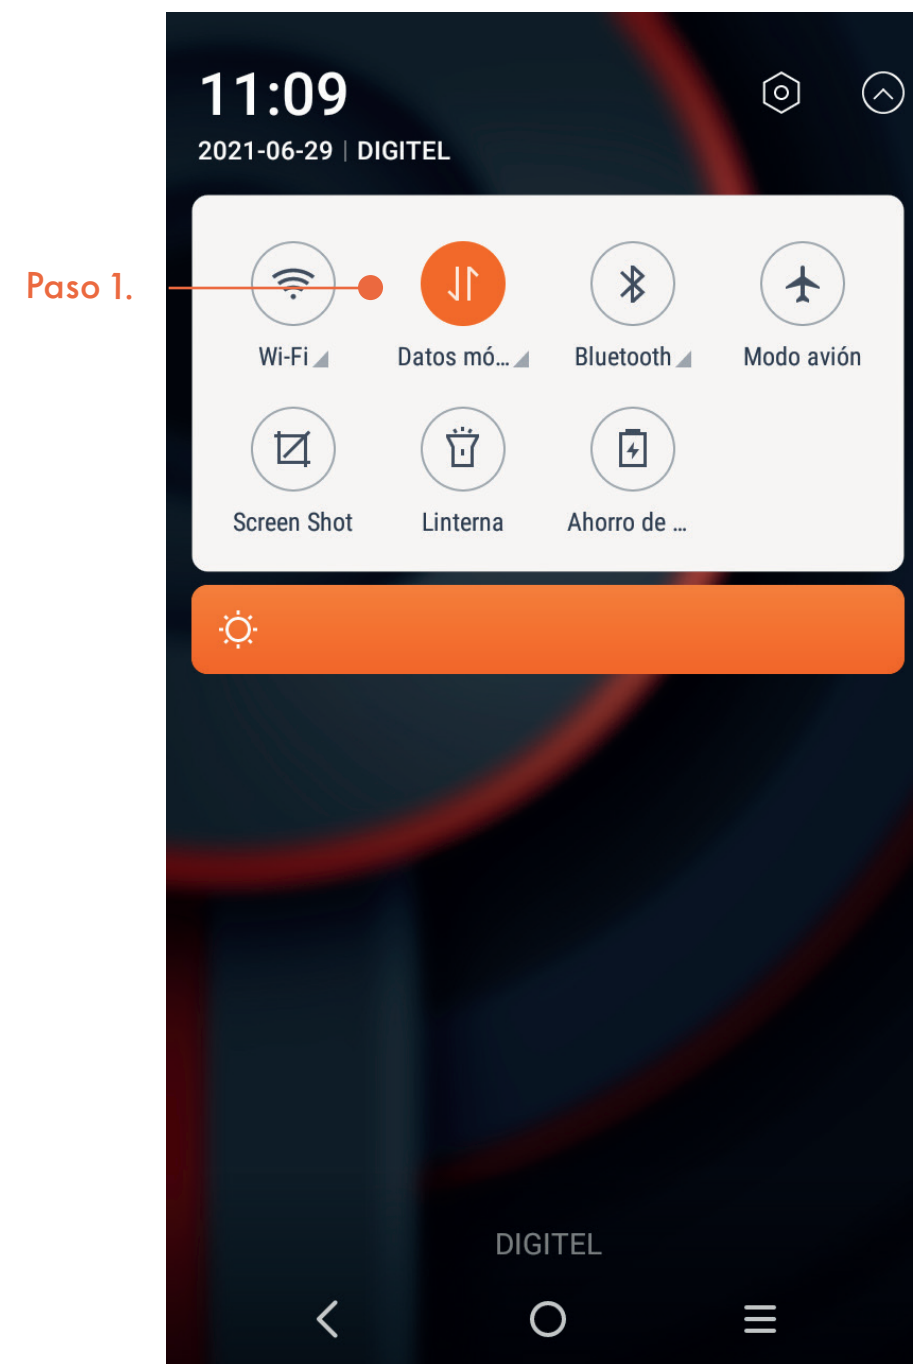 11:09
2021-06-29 | DIGITEL
Paso 1.
Wi-Fi
Datos mó...
Bluetooth
Modo avión
Screen Shot
Linterna
Ahorro de ...
DIGITEL